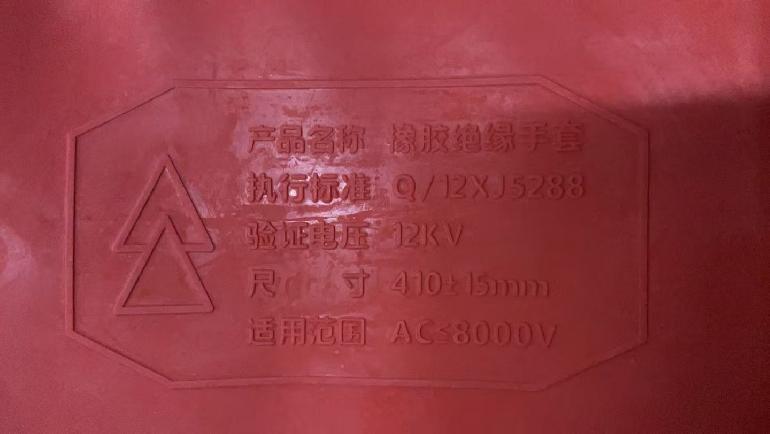 产品名称 橡胶绝缘手套
执行标准 Q/12XJ5288
验证电压 12KV
尺 寸 410±15mm
适用范围 AC≤8000V